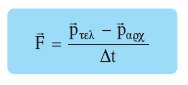 F⃗ = (p⃗τελ − p⃗αρχ) / Δt